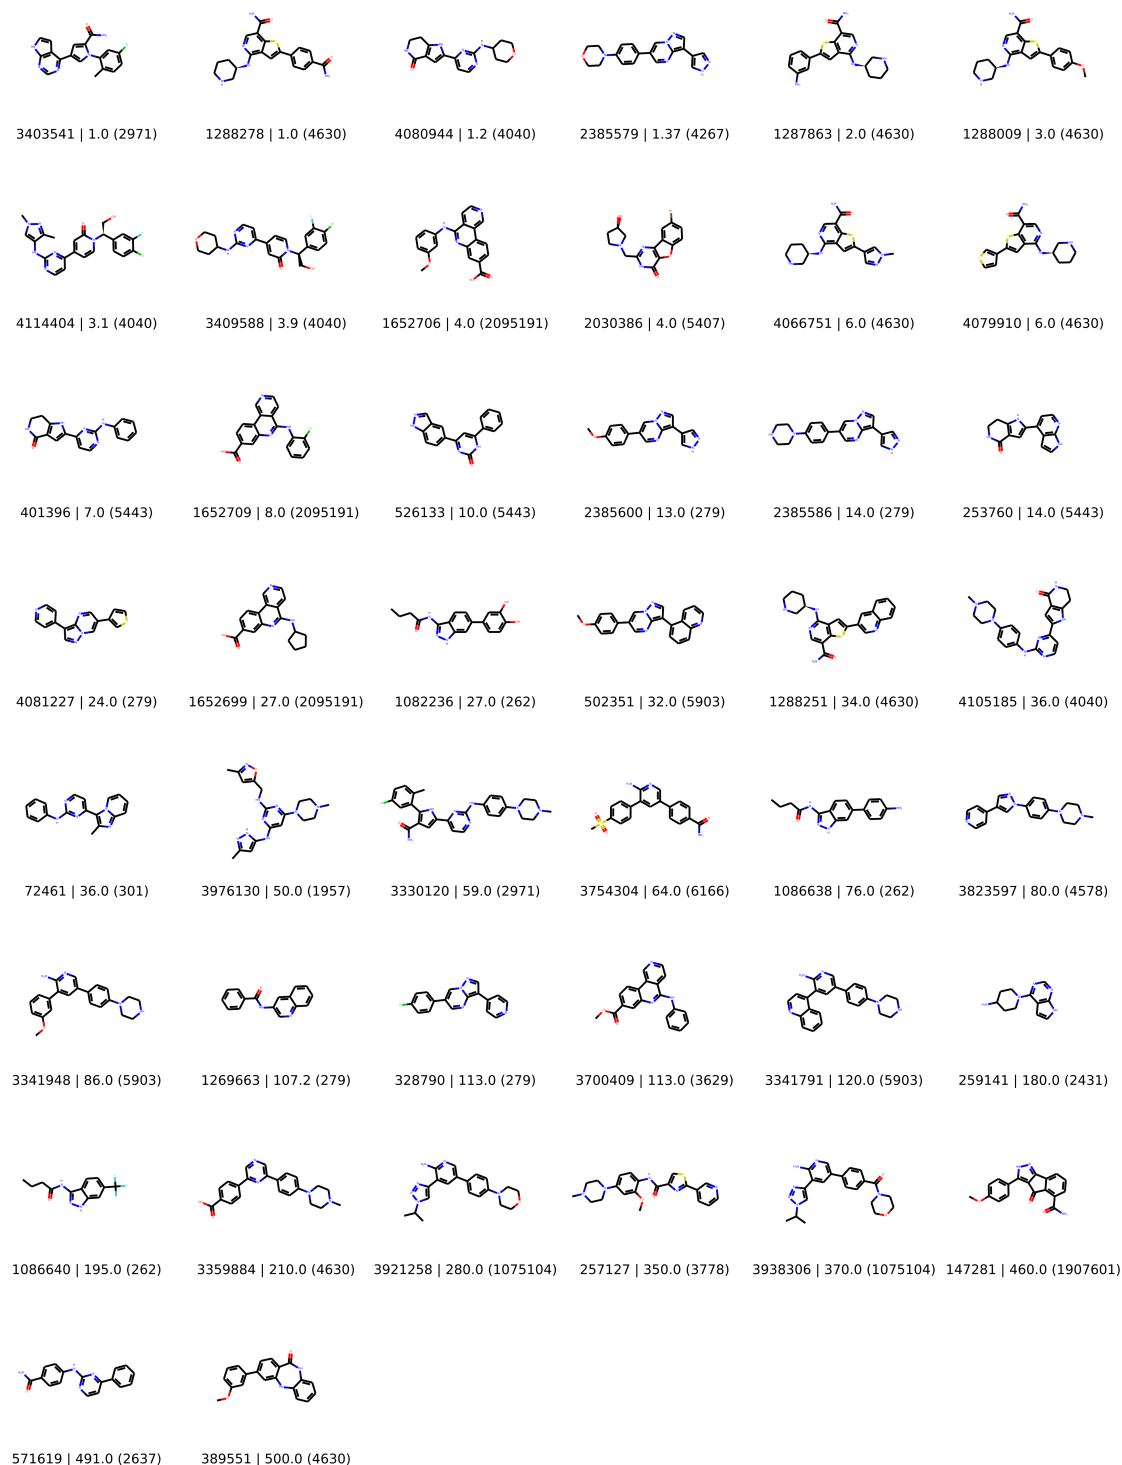 3403541 | 1.0 (2971)
1288278 | 1.0 (4630)
4080944 | 1.2 (4040)
2385579 | 1.37 (4267)
1287863 | 2.0 (4630)
1288009 | 3.0 (4630)
4114404 | 3.1 (4040)
3409588 | 3.9 (4040)
1652706 | 4.0 (2095191)
2030386 | 4.0 (5407)
4066751 | 6.0 (4630)
4079910 | 6.0 (4630)
401396 | 7.0 (5443)
1652709 | 8.0 (2095191)
526133 | 10.0 (5443)
2385600 | 13.0 (279)
2385586 | 14.0 (279)
253760 | 14.0 (5443)
4081227 | 24.0 (279)
1652699 | 27.0 (2095191)
1082236 | 27.0 (262)
502351 | 32.0 (5903)
1288251 | 34.0 (4630)
4105185 | 36.0 (4040)
72461 | 36.0 (301)
3976130 | 50.0 (1957)
3330120 | 59.0 (2971)
3754304 | 64.0 (6166)
1086638 | 76.0 (262)
3823597 | 80.0 (4578)
3341948 | 86.0 (5903)
1269663 | 107.2 (279)
328790 | 113.0 (279)
3700409 | 113.0 (3629)
3341791 | 120.0 (5903)
259141 | 180.0 (2431)
1086640 | 195.0 (262)
3359884 | 210.0 (4630)
3921258 | 280.0 (1075104)
257127 | 350.0 (3778)
3938306 | 370.0 (1075104)
147281 | 460.0 (1907601)
571619 | 491.0 (2637)
389551 | 500.0 (4630)